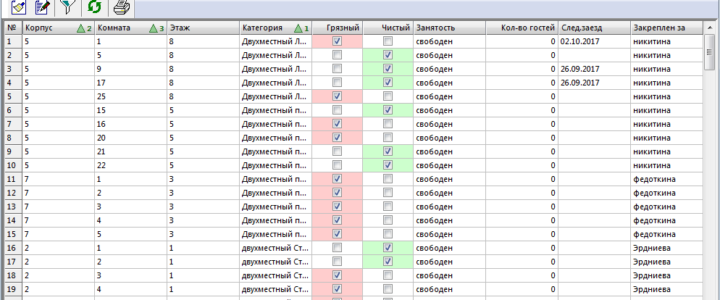 № Корпус 2 Комната 3 Этаж Категория 1 Грязный Чистый Занятость Кол-во гостей След.заезд Закреплен за
1 5 1 8 Двухместный Л... свободен 0 02.10.2017 никитина
2 5 5 8 Двухместный Л... свободен 0 никитина
3 5 9 8 Двухместный Л... свободен 0 26.09.2017 никитина
4 5 17 8 Двухместный Л... свободен 0 26.09.2017 никитина
5 5 25 8 Двухместный Л... свободен 0 никитина
6 5 15 5 Двухместный п... свободен 0 никитина
7 5 16 5 Двухместный п... свободен 0 никитина
8 5 20 5 Двухместный п... свободен 0 никитина
9 5 21 5 Двухместный п... свободен 0 никитина
10 5 22 5 Двухместный п... свободен 0 никитина
11 7 1 3 Двухместный п... свободен 0 федоткина
12 7 2 3 Двухместный п... свободен 0 федоткина
13 7 3 3 Двухместный п... свободен 0 федоткина
14 7 4 3 Двухместный п... свободен 0 федоткина
15 7 5 3 Двухместный п... свободен 0 федоткина
16 2 1 1 двухместный Ст... свободен 0 Эрдниева
17 2 2 1 двухместный Ст... свободен 0 Эрдниева
18 2 3 1 двухместный Ст... свободен 0 Эрдниева
19 2 4 1 двухместный Ст... свободен 0 Эрдниева